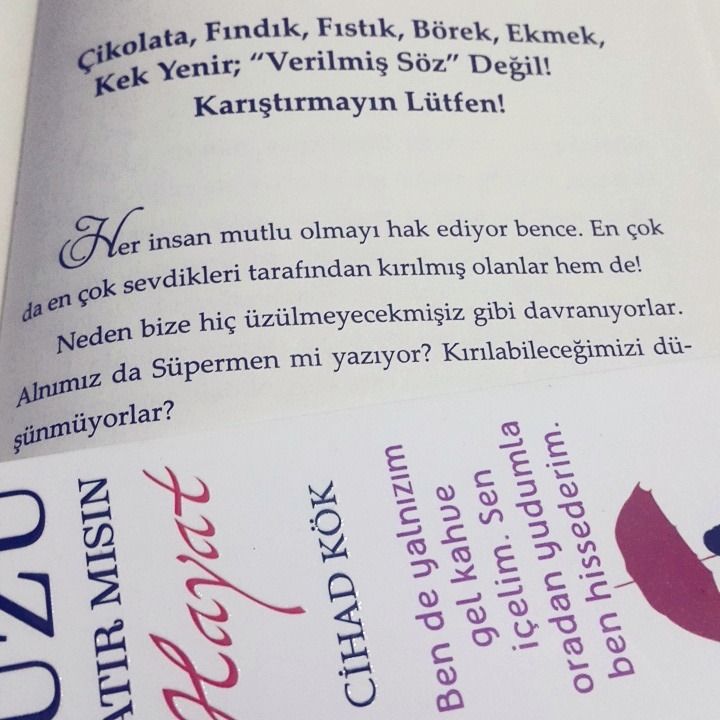 Çikolata, Fındık, Fıstık, Börek, Ekmek,
Kek Yenir; “Verilmiş Söz” Değil!
Karıştırmayın Lütfen!
Her insan mutlu olmayı hak ediyor bence. En çok
da en çok sevdikleri tarafından kırılmış olanlar hem de!
Neden bize hiç üzülmeyecekmişiz gibi davranıyorlar.
Alnımız da Süpermen mi yazıyor? Kırılabileceğimizi dü-
şünmüyorlar?
MISIN
Hayat
CİHAD KÖK
Ben de yalnızım
gel kahve
içelim. Sen
oradan yudumla
ben hissederim.